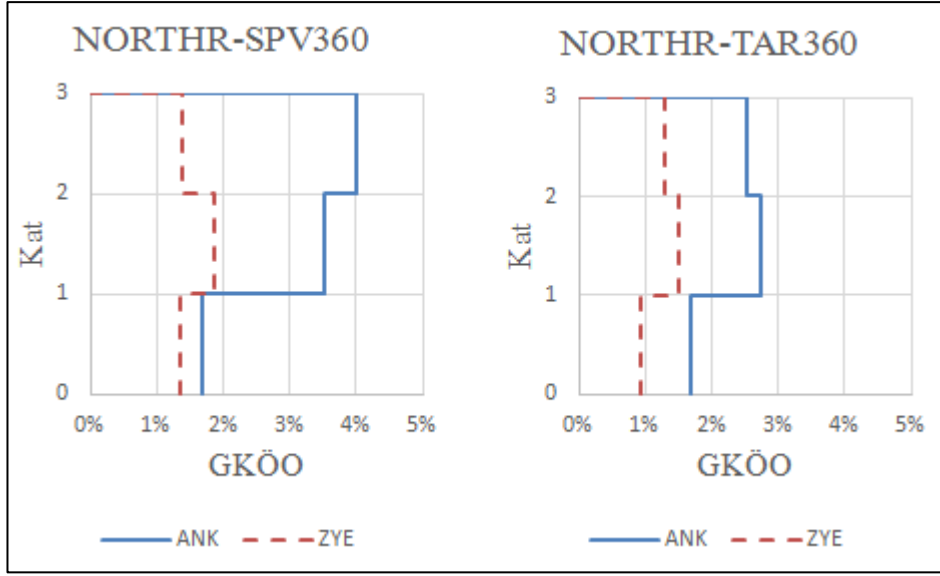 NORTHR-SPV360
3
2
Kat
1
0
0% 1% 2% 3% 4% 5%
GKÖO
ANK ZYE
NORTHR-TAR360
3
2
Kat
1
0
0% 1% 2% 3% 4% 5%
GKÖO
ANK ZYE